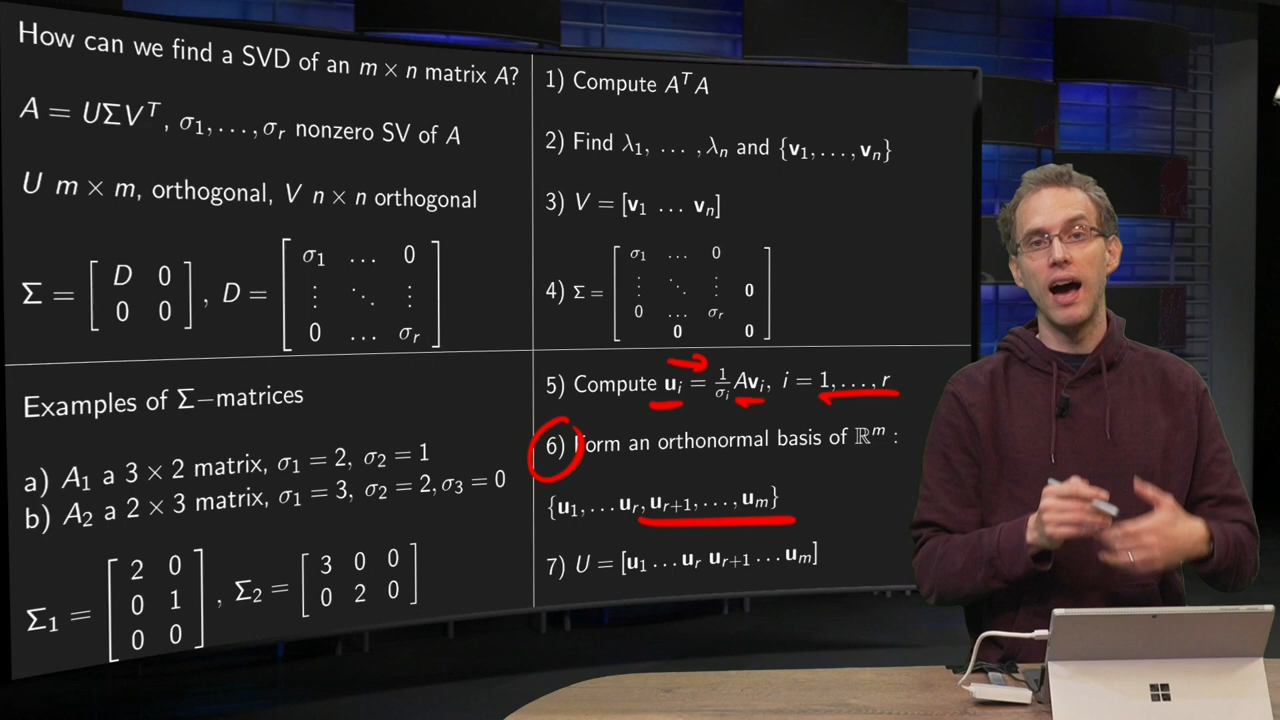 How can we find a SVD of an m × n matrix A?
A = UΣVᵀ, σ₁,…,σᵣ nonzero SV of A
U m × m, orthogonal, V n × n orthogonal
Σ = [ D 0 ; 0 0 ], D = [ σ₁ … 0 ; ⋮ ⋱ ⋮ ; 0 … σᵣ ]
Examples of Σ−matrices
a) A₁ a 3 × 2 matrix, σ₁ = 2, σ₂ = 1
b) A₂ a 2 × 3 matrix, σ₁ = 3, σ₂ = 2, σ₃ = 0
Σ₁ = [ 2 0 ; 0 1 ; 0 0 ], Σ₂ = [ 3 0 0 ; 0 2 0 ]
1) Compute AᵀA
2) Find λ₁, … ,λₙ and {v₁,…,vₙ}
3) V = [v₁ … vₙ]
4) Σ = [ σ₁ … 0 ; ⋮ ⋱ ⋮ 0 ; 0 … σᵣ ; 0 0 ]
5) Compute uᵢ = 1/σᵢ Avᵢ, i = 1,…,r
6) Form an orthonormal basis of ℝᵐ :
{u₁,…uᵣ,uᵣ₊₁,…,uₘ}
7) U = [u₁…uᵣ uᵣ₊₁…uₘ]